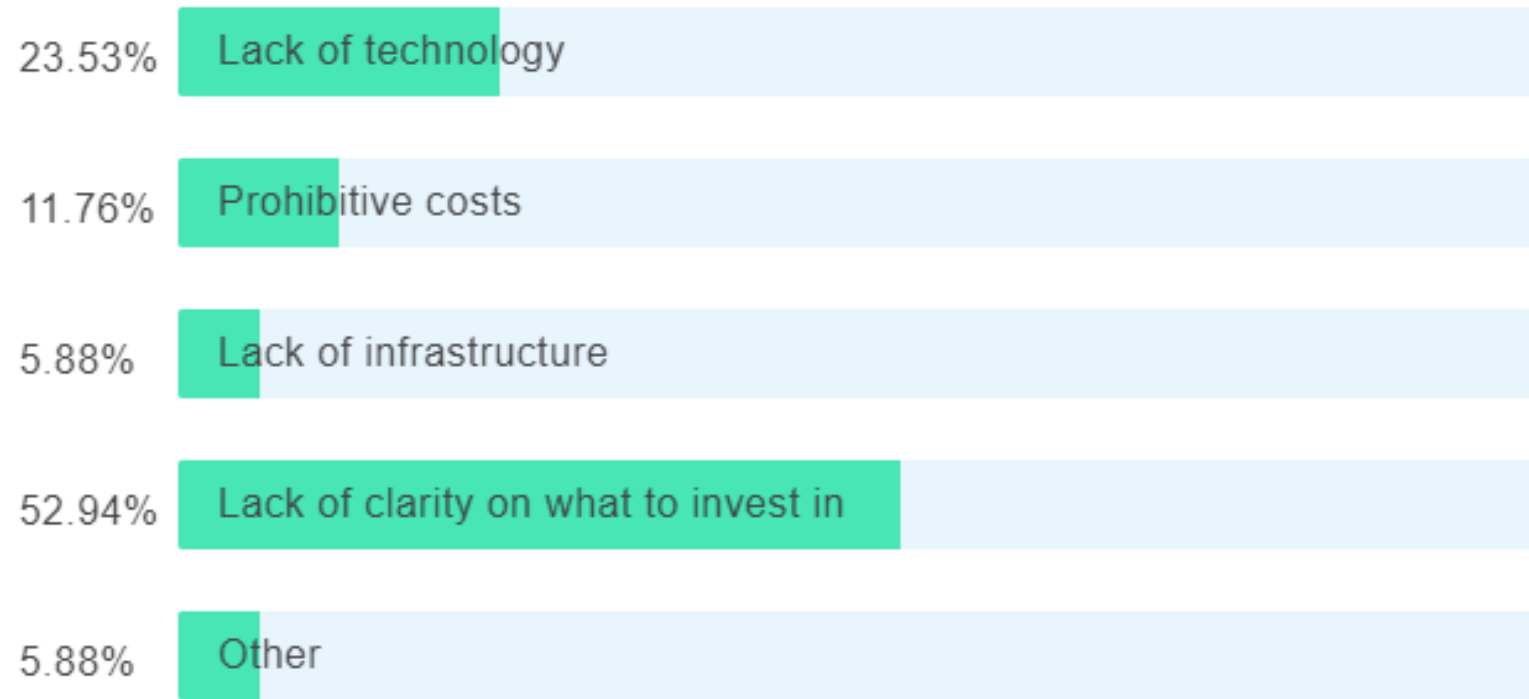 23.53% Lack of technology
11.76% Prohibitive costs
5.88% Lack of infrastructure
52.94% Lack of clarity on what to invest in
5.88% Other